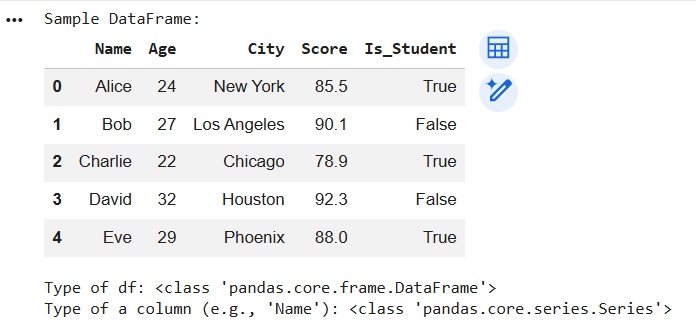 Sample DataFrame:
Name Age City Score Is_Student
0 Alice 24 New York 85.5 True
1 Bob 27 Los Angeles 90.1 False
2 Charlie 22 Chicago 78.9 True
3 David 32 Houston 92.3 False
4 Eve 29 Phoenix 88.0 True
Type of df: <class 'pandas.core.frame.DataFrame'>
Type of a column (e.g., 'Name'): <class 'pandas.core.series.Series'>